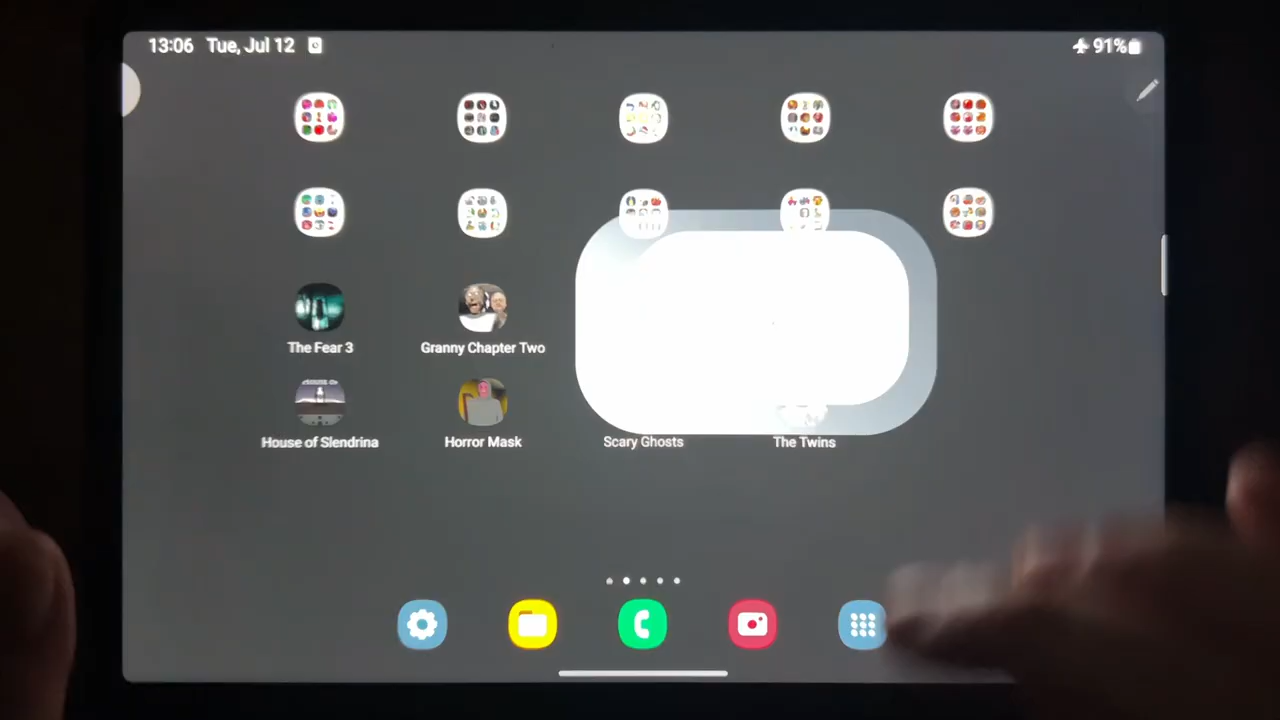 13:06 Tue, Jul 12 91%
The Fear 3 Granny Chapter Two
House of Slendrina Horror Mask Scary Ghosts The Twins